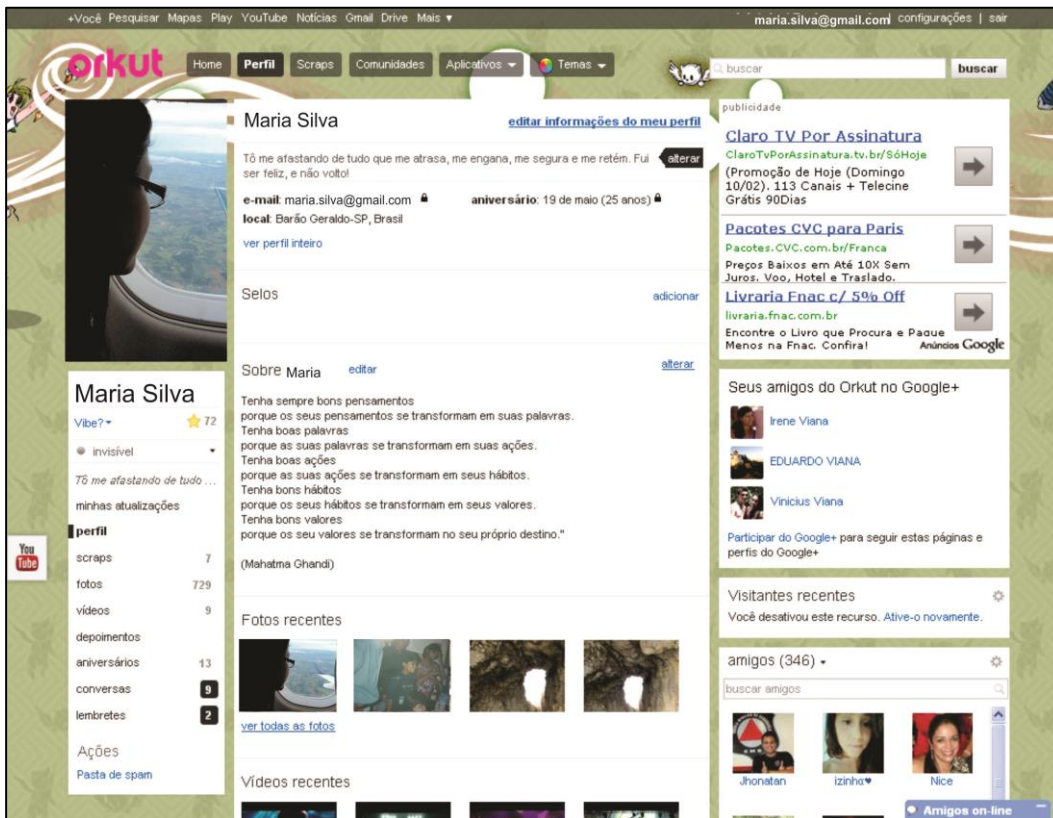 +Você Pesquisar Mapas Play YouTube Notícias Gmail Drive Mais ▼
maria.silva@gmail.com configurações | sair
orkut Home Perfil Scraps Comunidades Aplicativos Temas
buscar buscar
Maria Silva editar informações do meu perfil
Tô me afastando de tudo que me atrasa, me engana, me segura e me retém. Fui
ser feliz, e não volto!
alterar
e-mail: maria.silva@gmail.com aniversário: 19 de maio (25 anos)
local: Barão Geraldo-SP, Brasil
ver perfil inteiro
Selos adicionar
Sobre Maria editar alterar
Tenha sempre bons pensamentos
porque os seus pensamentos se transformam em suas palavras.
Tenha boas palavras
porque as suas palavras se transformam em suas ações.
Tenha boas ações
porque as suas ações se transformam em seus hábitos.
Tenha bons hábitos
porque os seus hábitos se transformam em seus valores.
Tenha bons valores
porque os seu valores se transformam no seu próprio destino."
(Mahatma Ghandi)
Fotos recentes
ver todas as fotos
Vídeos recentes
Maria Silva
Vibe? 72
invisível
Tô me afastando de tudo ...
minhas atualizações
perfil
scraps 7
fotos 729
vídeos 9
depoimentos
aniversários 13
conversas 9
lembretes 2
Ações
Pasta de spam
You
Tube
publicidade
Claro TV Por Assinatura
ClaroTvPorAssinatura.tv.br/SóHoje
(Promoção de Hoje (Domingo
10/02). 113 Canais + Telecine
Grátis 90Dias
Pacotes CVC para Paris
Pacotes.CVC.com.br/Franca
Preços Baixos em Até 10X Sem
Juros. Voo, Hotel e Traslado.
Livraria Fnac c/ 5% Off
livraria.fnac.com.br
Encontre o Livro que Procura e Pague
Menos na Fnac. Confira!
Anúncios Google
Seus amigos do Orkut no Google+
Irene Viana
EDUARDO VIANA
Vinicius Viana
Participar do Google+ para seguir estas páginas e
perfis do Google+
Visitantes recentes
Você desativou este recurso. Ative-o novamente.
amigos (346)
buscar amigos
Jhonatan izinhα♥ Nice
Amigos on-line